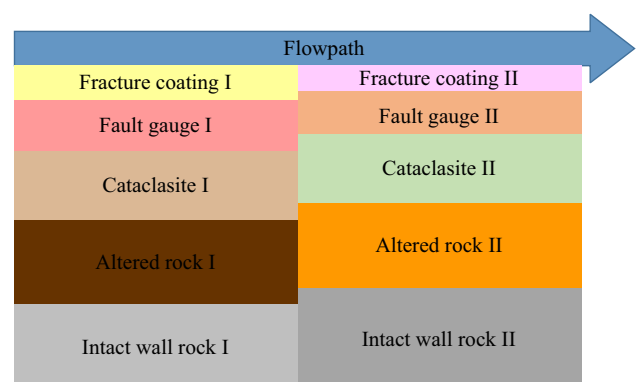 Flowpath
Fracture coating I
Fracture coating II
Fault gauge I
Fault gauge II
Cataclasite I
Cataclasite II
Altered rock I
Altered rock II
Intact wall rock I
Intact wall rock II